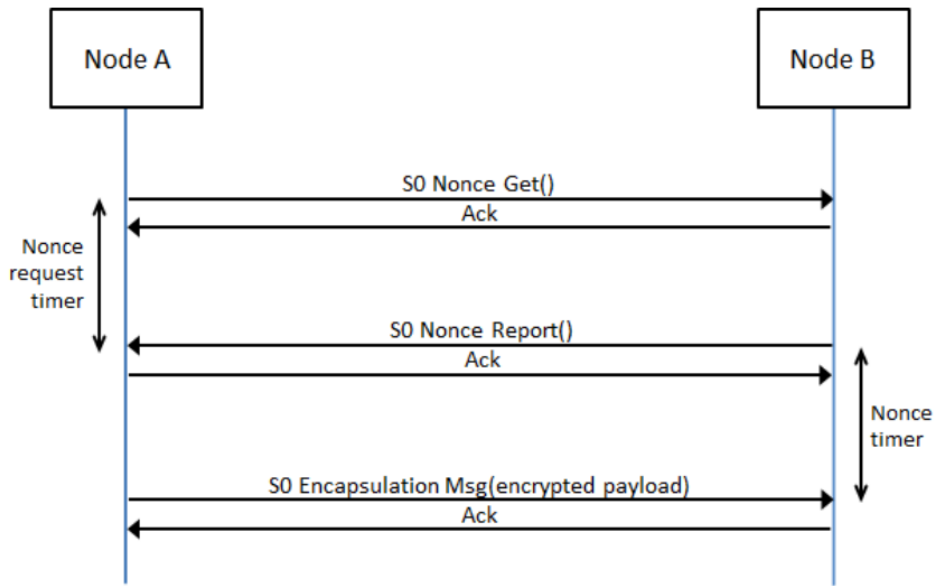 Node A
Node B
S0 Nonce Get()
Ack
Nonce
request
timer
S0 Nonce Report()
Ack
Nonce
timer
S0 Encapsulation Msg(encrypted payload)
Ack